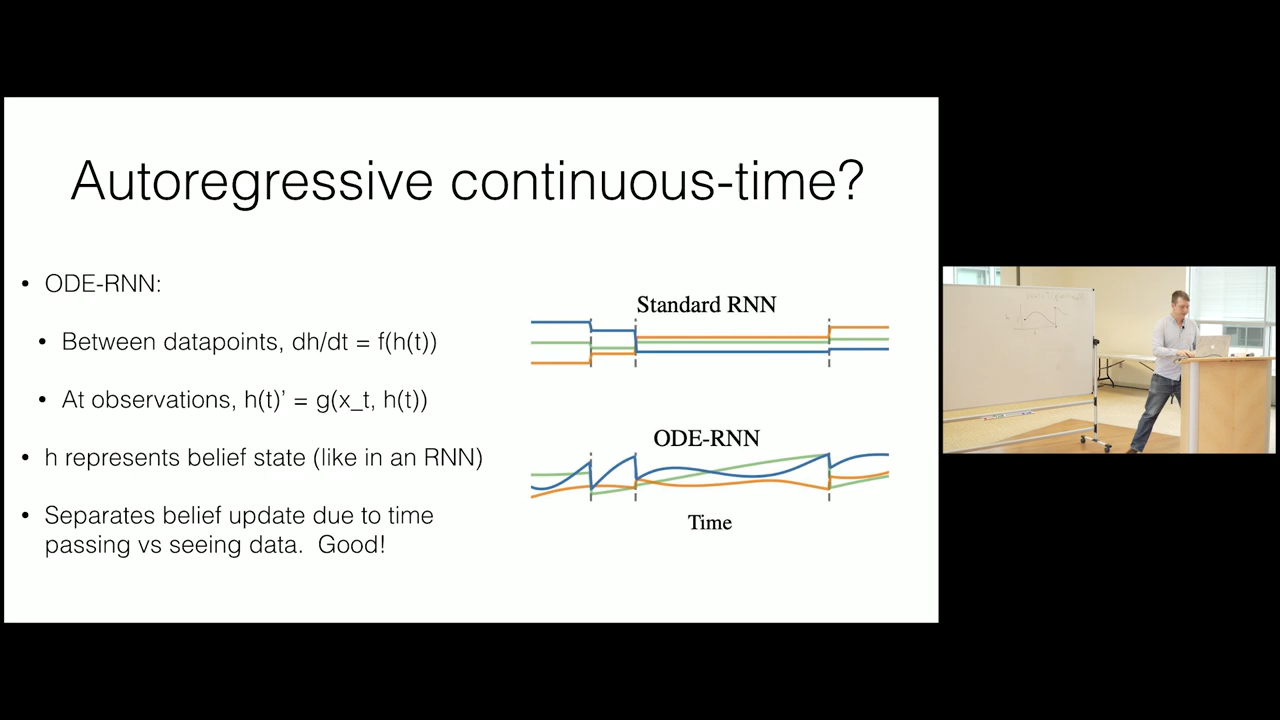 Autoregressive continuous-time?
• ODE-RNN:
• Between datapoints, dh/dt = f(h(t))
• At observations, h(t)’ = g(x_t, h(t))
• h represents belief state (like in an RNN)
• Separates belief update due to time
passing vs seeing data. Good!
Standard RNN
ODE-RNN
Time